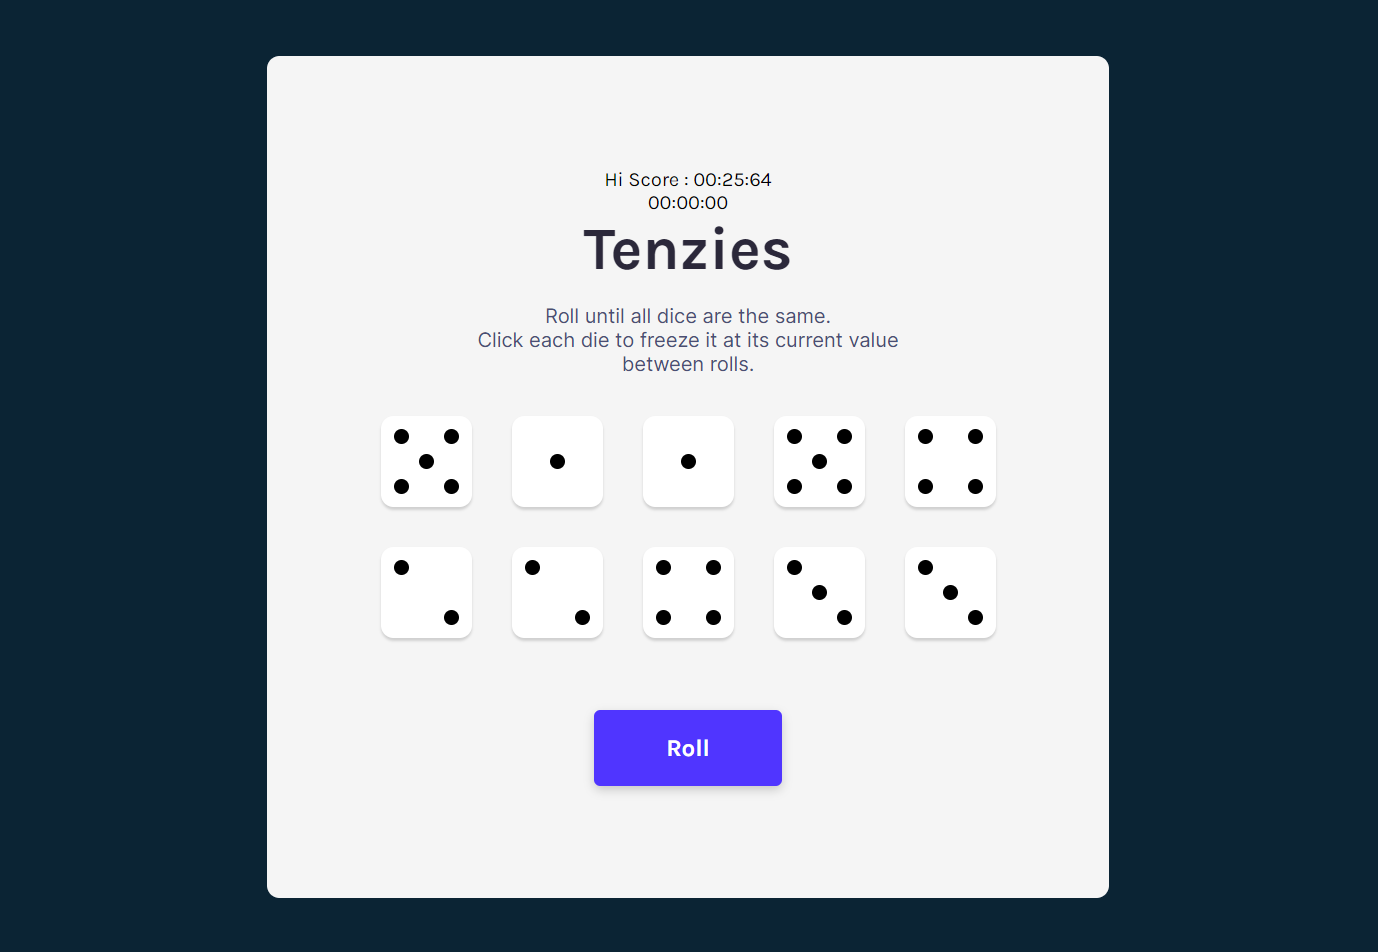 Hi Score : 00:25:64
00:00:00
Tenzies
Roll until all dice are the same.
Click each die to freeze it at its current value
between rolls.
Roll